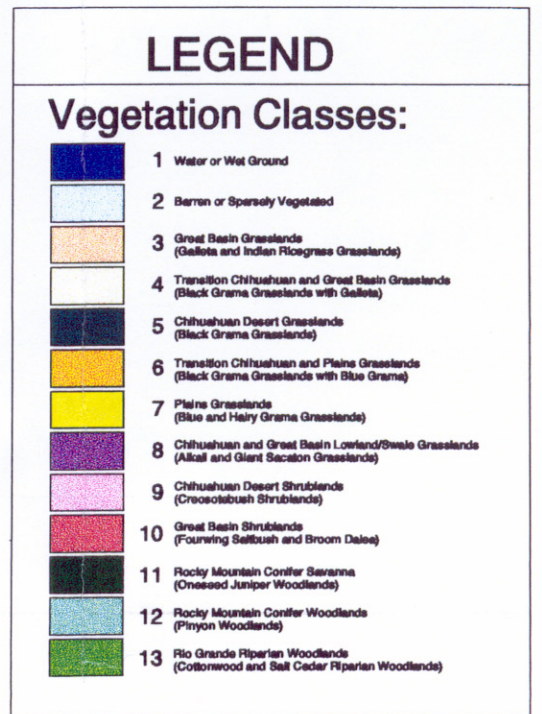 LEGEND
Vegetation Classes:
1 Water or Wet Ground
2 Barren or Sparsely Vegetated
3 Great Basin Grasslands
(Galleta and Indian Ricegrass Grasslands)
4 Transition Chihuahuan and Great Basin Grasslands
(Black Grama Grasslands with Galleta)
5 Chihuahuan Desert Grasslands
(Black Grama Grasslands)
6 Transition Chihuahuan and Plains Grasslands
(Black Grama Grasslands with Blue Grama)
7 Plains Grasslands
(Blue and Hairy Grama Grasslands)
8 Chihuahuan and Great Basin Lowland/Swale Grasslands
(Alkali and Giant Sacaton Grasslands)
9 Chihuahuan Desert Shrublands
(Creosotebush Shrublands)
10 Great Basin Shrublands
(Fourwing Saltbush and Broom Dalea)
11 Rocky Mountain Conifer Savanna
(Oneseed Juniper Woodlands)
12 Rocky Mountain Conifer Woodlands
(Pinyon Woodlands)
13 Rio Grande Riparian Woodlands
(Cottonwood and Salt Cedar Riparian Woodlands)